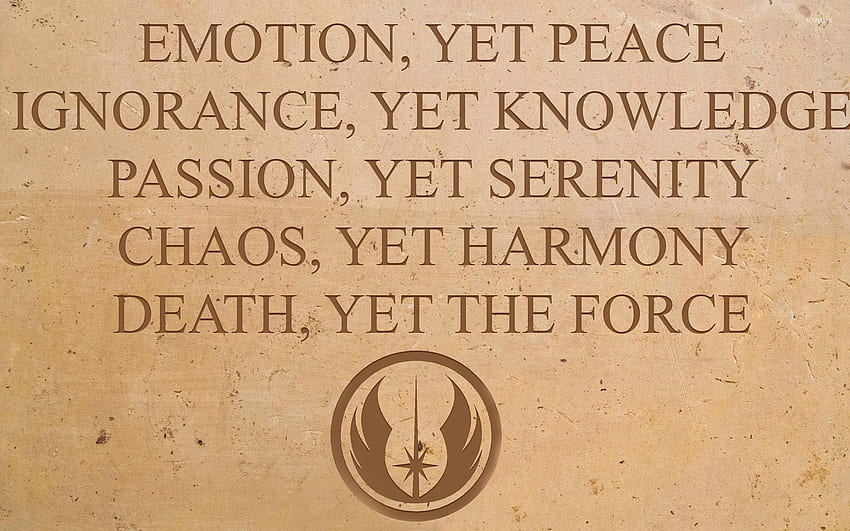 EMOTION, YET PEACE
IGNORANCE, YET KNOWLEDGE
PASSION, YET SERENITY
CHAOS, YET HARMONY
DEATH, YET THE FORCE